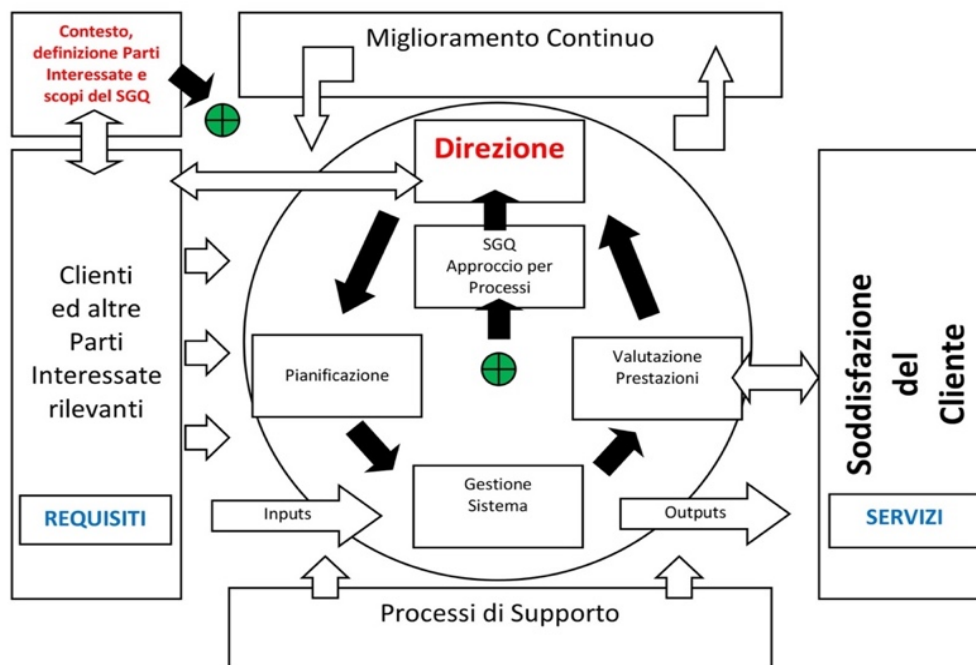 Contesto,
definizione Parti
Interessate e
scopi del SGQ
Miglioramento Continuo
Direzione
SGQ
Approccio per
Processi
Clienti
ed altre
Parti
Interessate
rilevanti
Pianificazione
Valutazione
Prestazioni
Soddisfazione
del
Cliente
Gestione
Sistema
REQUISITI
Inputs
Outputs
SERVIZI
Processi di Supporto